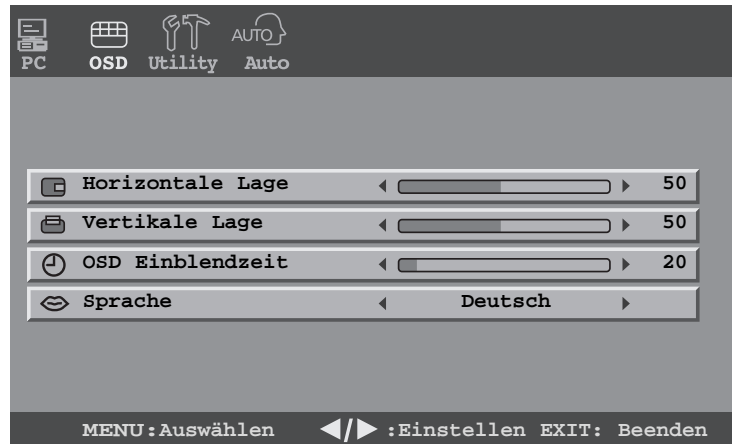 AUTO
PC OSD Utility Auto
Horizontale Lage 50
Vertikale Lage 50
OSD Einblendzeit 20
Sprache Deutsch
MENU:Auswählen ◀/▶ :Einstellen EXIT: Beenden